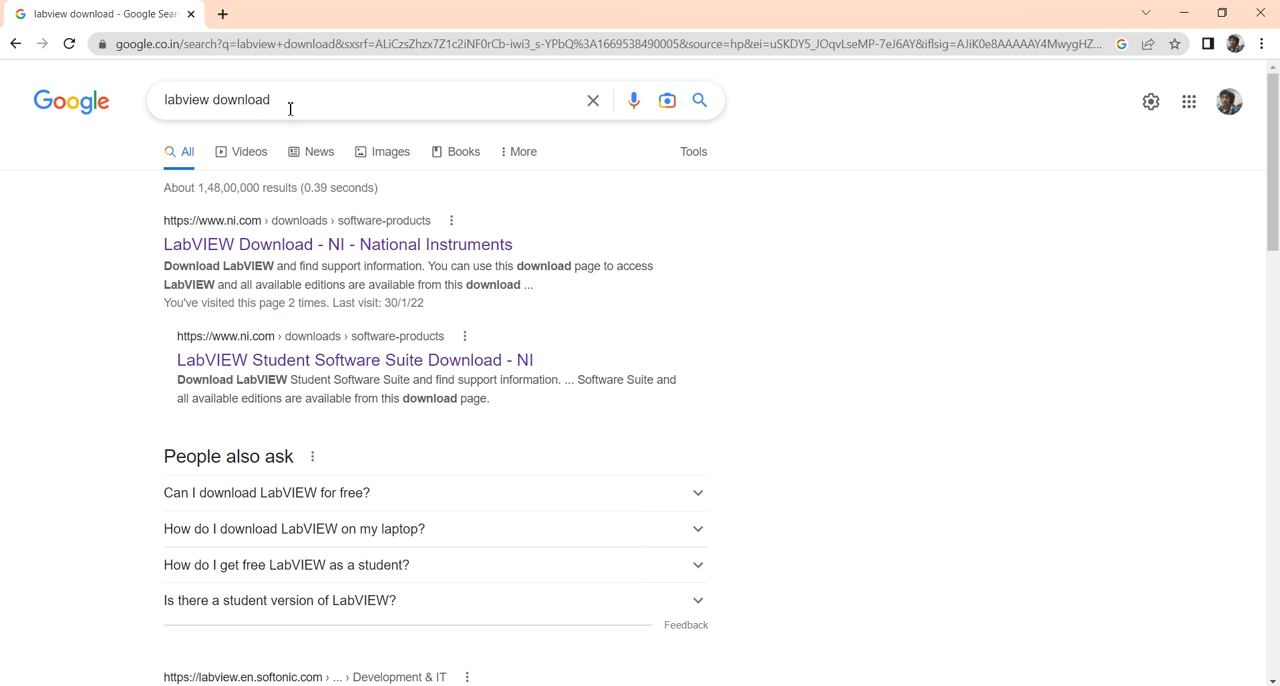 labview download - Google Sear
google.co.in/search?q=labview+download&sxsrf=ALiCzsZhzx7Z1c2iNF0rCb-iwi3_s-YPbQ%3A1669538490005&source=hp&ei=uSKDY5_JOqvLseMP-7eJ6AY&iflsig=AJiK0e8AAAAAY4MwygHZ...
Google
labview download
All Videos News Images Books More Tools
About 1,48,00,000 results (0.39 seconds)
https://www.ni.com › downloads › software-products
LabVIEW Download - NI - National Instruments
Download LabVIEW and find support information. You can use this download page to access
LabVIEW and all available editions are available from this download ...
You've visited this page 2 times. Last visit: 30/1/22
https://www.ni.com › downloads › software-products
LabVIEW Student Software Suite Download - NI
Download LabVIEW Student Software Suite and find support information. ... Software Suite and
all available editions are available from this download page.
People also ask
Can I download LabVIEW for free?
How do I download LabVIEW on my laptop?
How do I get free LabVIEW as a student?
Is there a student version of LabVIEW?
Feedback
https://labview.en.softonic.com › ... › Development & IT